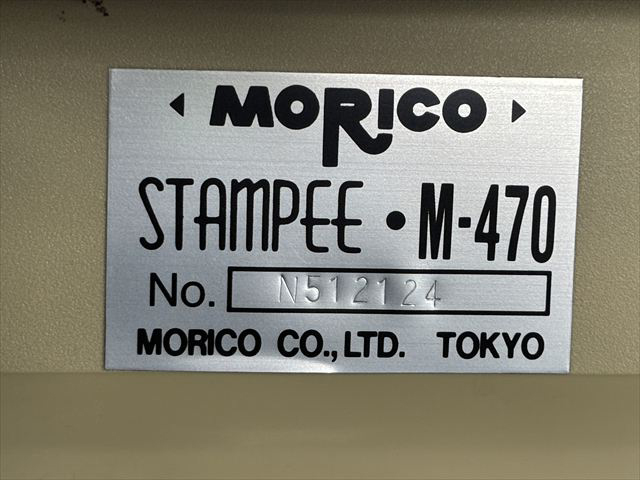 MORICO
STAMPEE・M-470
No. N512124
MORICO CO.,LTD. TOKYO